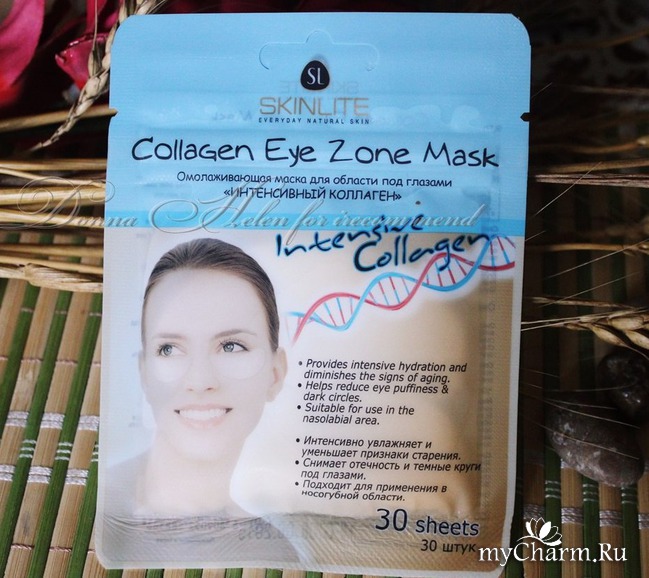 SL
SKINLITE
EVERYDAY NATURAL SKIN
Collagen Eye Zone Mask
Омолаживающая маска для области под глазами
«ИНТЕНСИВНЫЙ КОЛЛАГЕН»
Donna Helen for irecommend
Intensive
Collagen
• Provides intensive hydration and
diminishes the signs of aging.
• Helps reduce eye puffiness &
dark circles.
• Suitable for use in the
nasolabial area.
• Интенсивно увлажняет и
уменьшает признаки старения.
• Снимает отечность и темные круги
под глазами.
• Подходит для применения в
носогубной области.
30 sheets
30 штук
myCharm.Ru